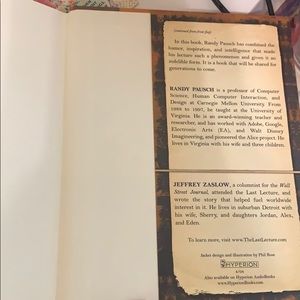 (continued from front flap)
In this book, Randy Pausch has combined the
humor, inspiration, and intelligence that made
his lecture such a phenomenon and given it an
indelible form. It is a book that will be shared for
generations to come.
RANDY PAUSCH is a professor of Computer
Science, Human Computer Interaction, and
Design at Carnegie Mellon University. From
1988 to 1997, he taught at the University of
Virginia. He is an award-winning teacher and
researcher, and has worked with Adobe, Google,
Electronic Arts (EA), and Walt Disney
Imagineering, and pioneered the Alice project. He
lives in Virginia with his wife and three children.
JEFFREY ZASLOW, a columnist for the Wall
Street Journal, attended the Last Lecture, and
wrote the story that helped fuel worldwide
interest in it. He lives in suburban Detroit with
his wife, Sherry, and daughters Jordan, Alex,
and Eden.
To learn more, visit www.TheLastLecture.com
Jacket design and illustration by Phil Rose
HYPERION
4/08
Also available on Hyperion AudioBooks
www.HyperionBooks.com